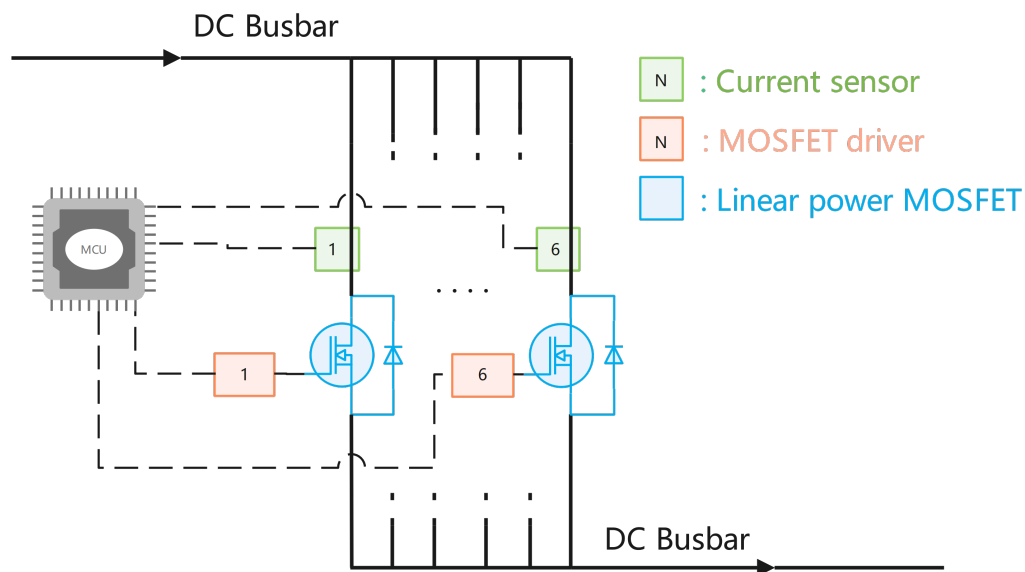 DC Busbar
N : Current sensor
N : MOSFET driver
: Linear power MOSFET
MCU
1
6
. . . .
1
6
DC Busbar